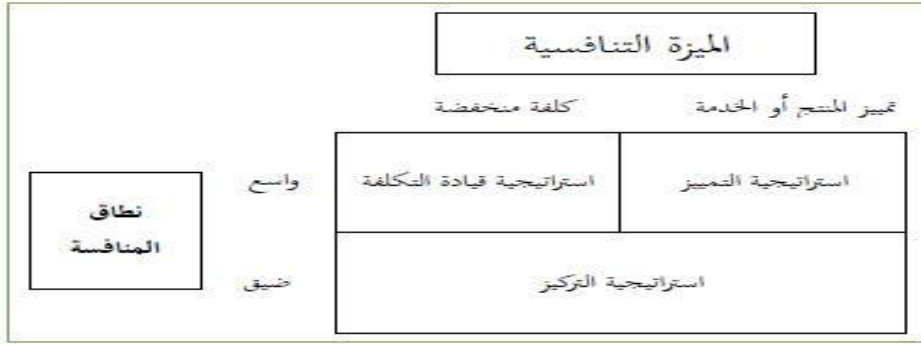 الميزة التنافسية
تمييز المنتج أو الخدمة
كلفة منخفضة
استراتيجية التمييز
استراتيجية قيادة التكلفة
واسع
نطاق
المنافسة
استراتيجية التركيز
ضيق